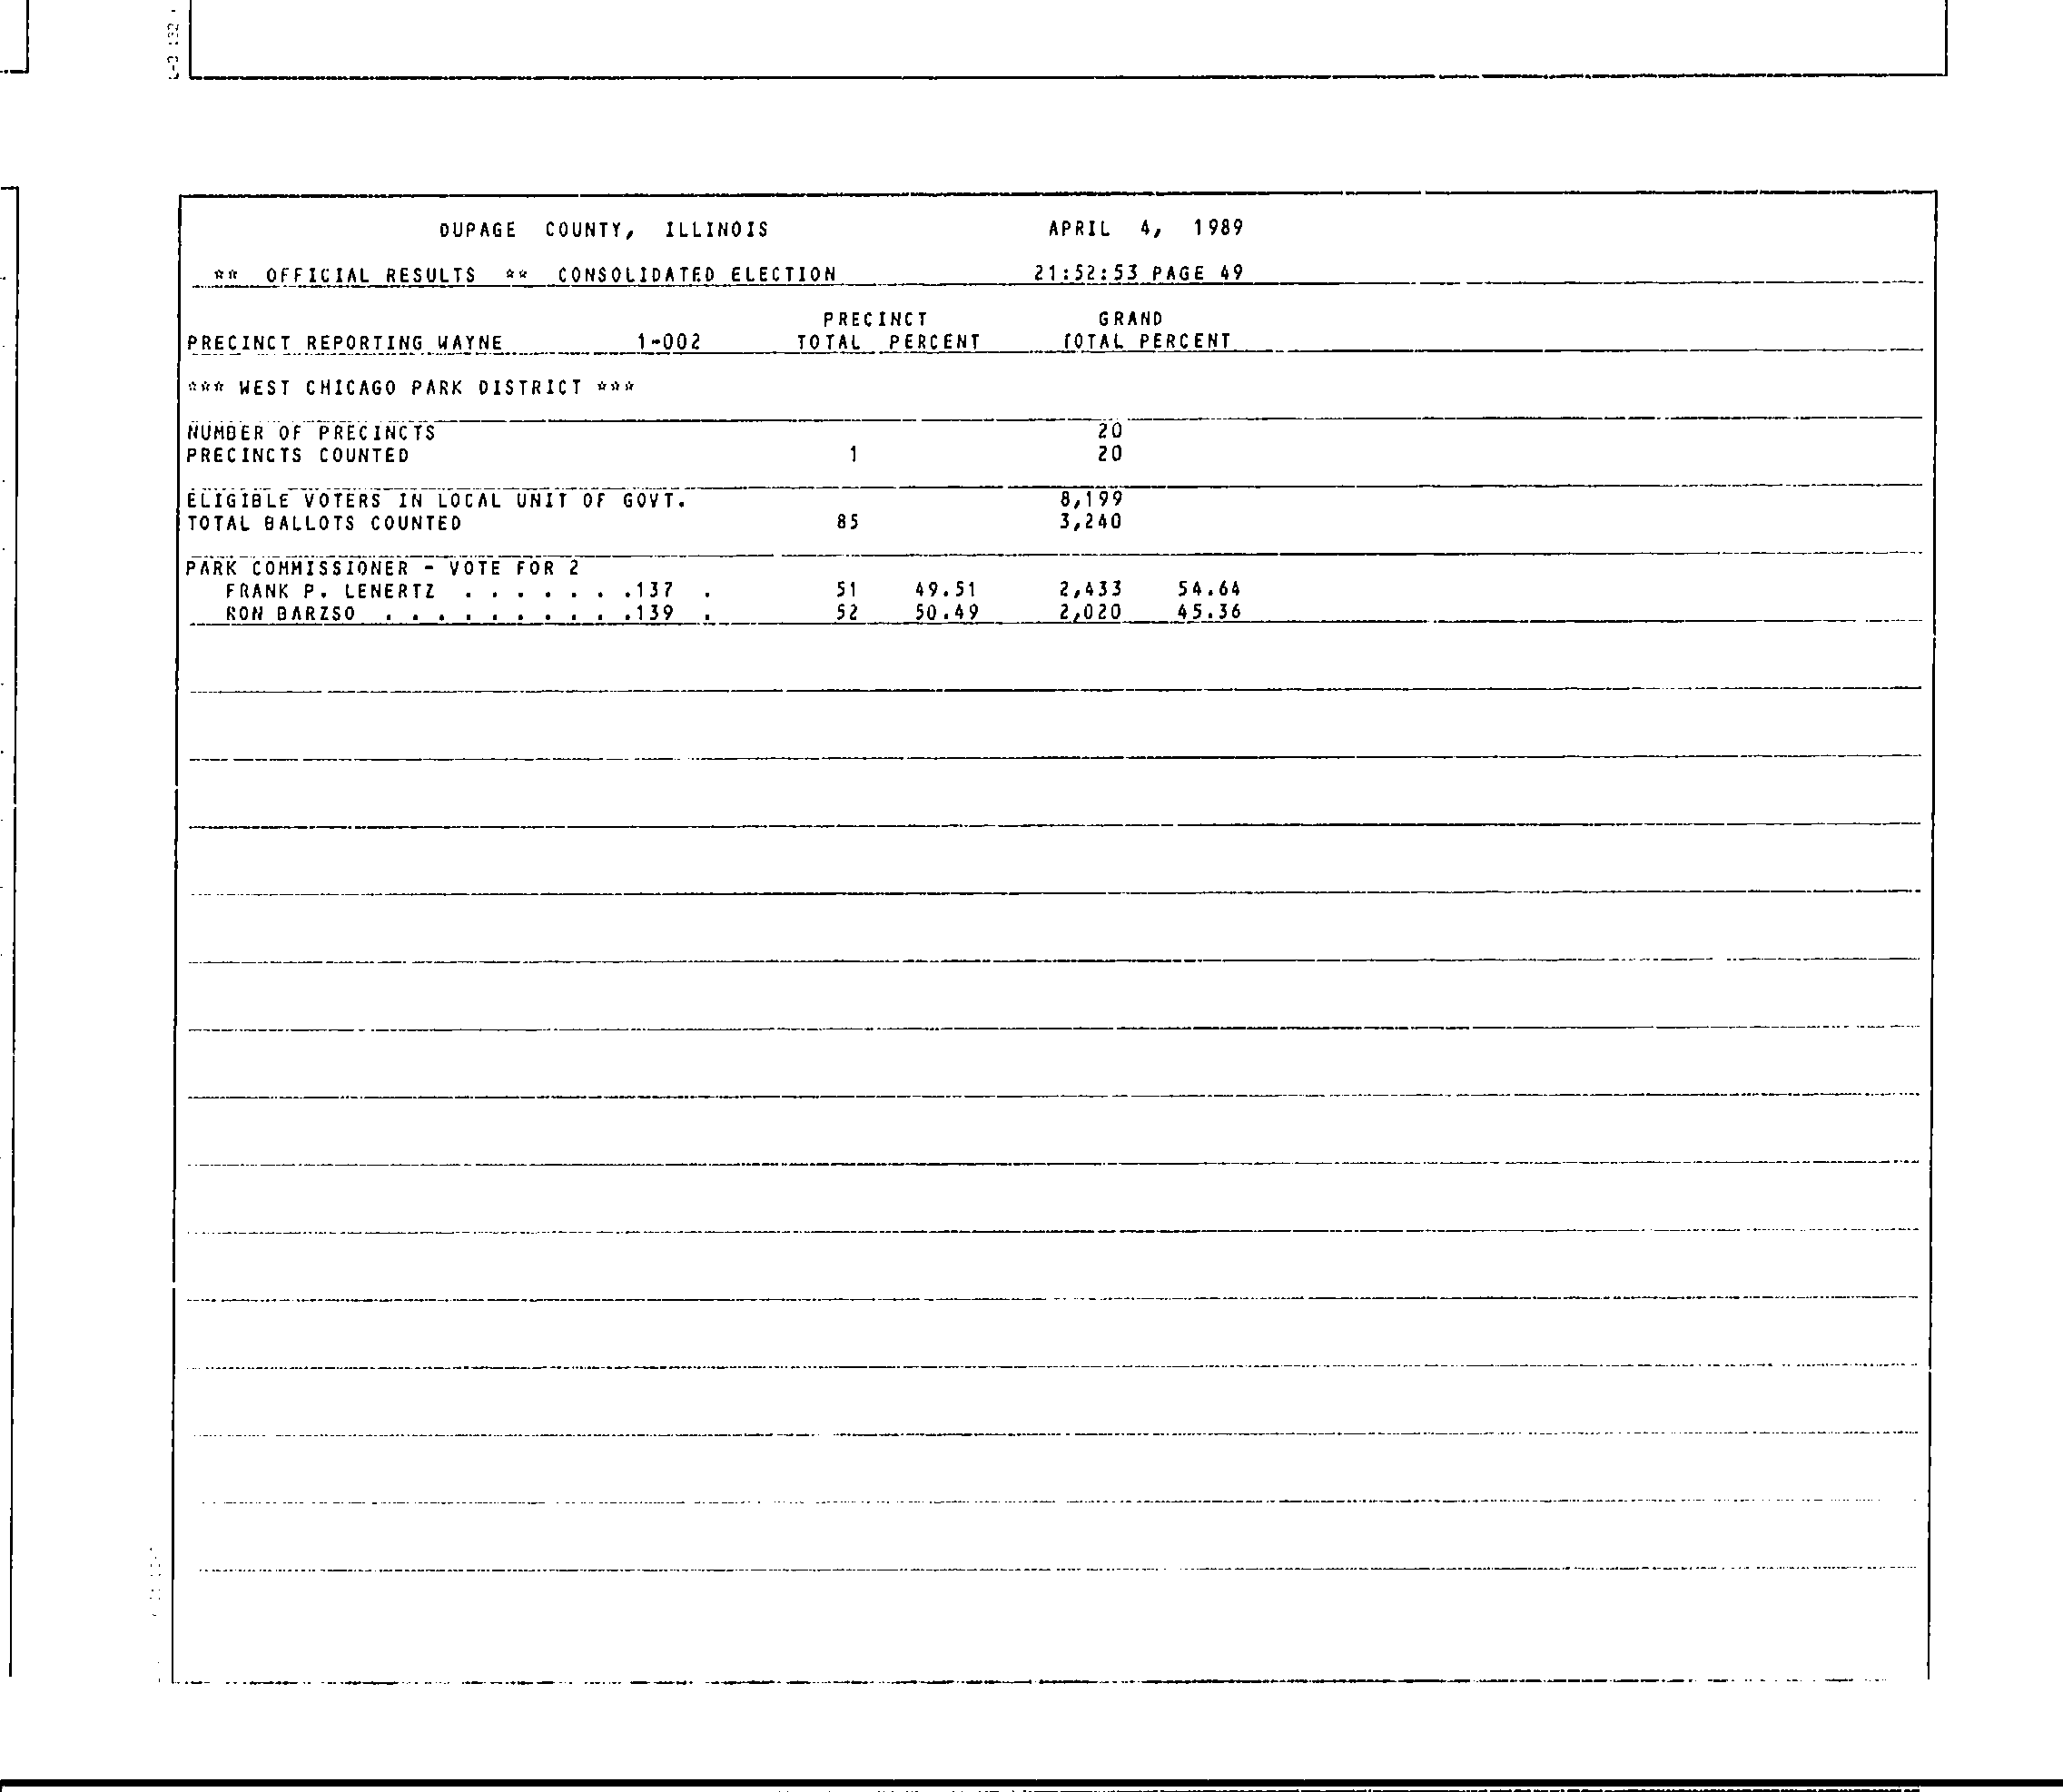 DUPAGE COUNTY, ILLINOIS APRIL 4, 1989
** OFFICIAL RESULTS ** CONSOLIDATED ELECTION 21:52:53 PAGE 49
PRECINCT GRAND
PRECINCT REPORTING WAYNE 1-002 TOTAL PERCENT TOTAL PERCENT
*** WEST CHICAGO PARK DISTRICT ***
NUMBER OF PRECINCTS 20
PRECINCTS COUNTED 1 20
ELIGIBLE VOTERS IN LOCAL UNIT OF GOVT. 8,199
TOTAL BALLOTS COUNTED 85 3,240
PARK COMMISSIONER - VOTE FOR 2
FRANK P. LENERTZ . . . . . . .137 . 51 49.51 2,433 54.64
RON BARZSO . . . . . . . . . .139 . 52 50.49 2,020 45.36